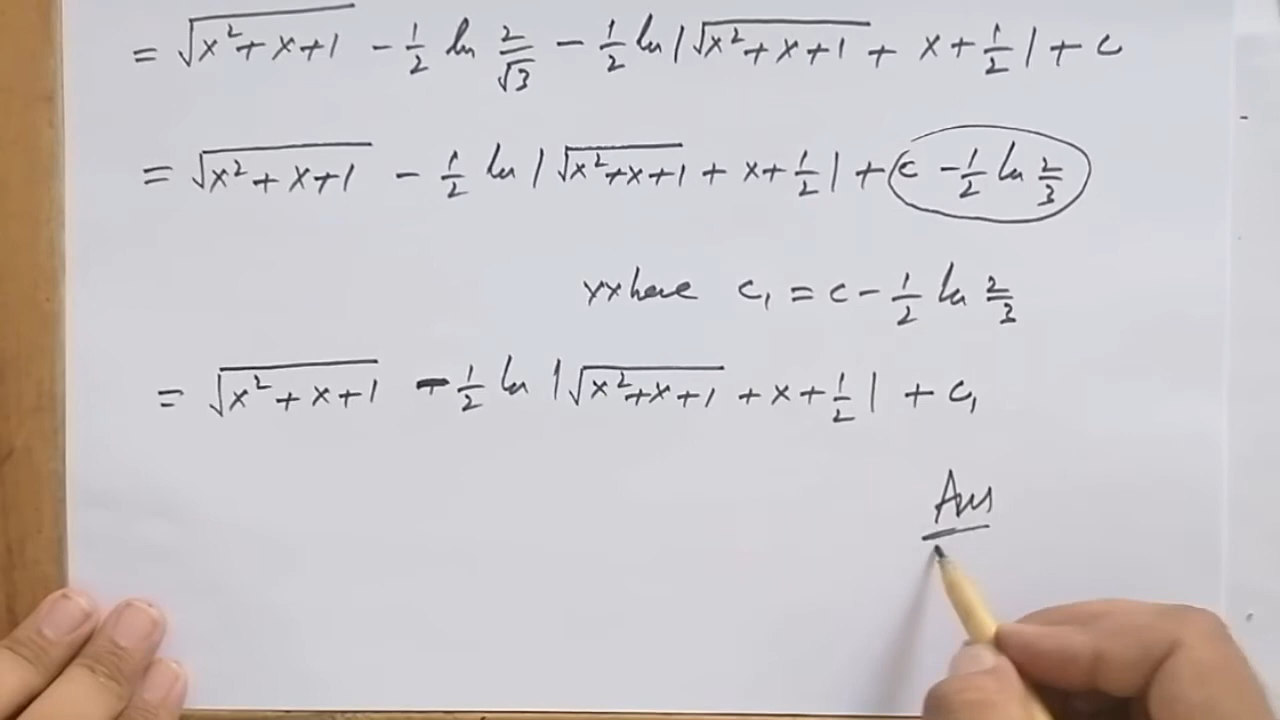 = √(x² + x + 1) - 1/2 ln 2/√3 - 1/2 ln |√(x² + x + 1) + x + 1/2| + c
= √(x² + x + 1) - 1/2 ln |√(x² + x + 1) + x + 1/2| + c - 1/2 ln 2/3
where c₁ = c - 1/2 ln 2/3
= √(x² + x + 1) - 1/2 ln |√(x² + x + 1) + x + 1/2| + c₁
Ans